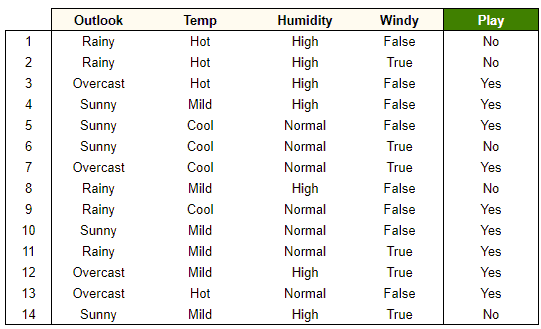 Outlook Temp Humidity Windy Play
1 Rainy Hot High False No
2 Rainy Hot High True No
3 Overcast Hot High False Yes
4 Sunny Mild High False Yes
5 Sunny Cool Normal False Yes
6 Sunny Cool Normal True No
7 Overcast Cool Normal True Yes
8 Rainy Mild High False No
9 Rainy Cool Normal False Yes
10 Sunny Mild Normal False Yes
11 Rainy Mild Normal True Yes
12 Overcast Mild High True Yes
13 Overcast Hot Normal False Yes
14 Sunny Mild High True No